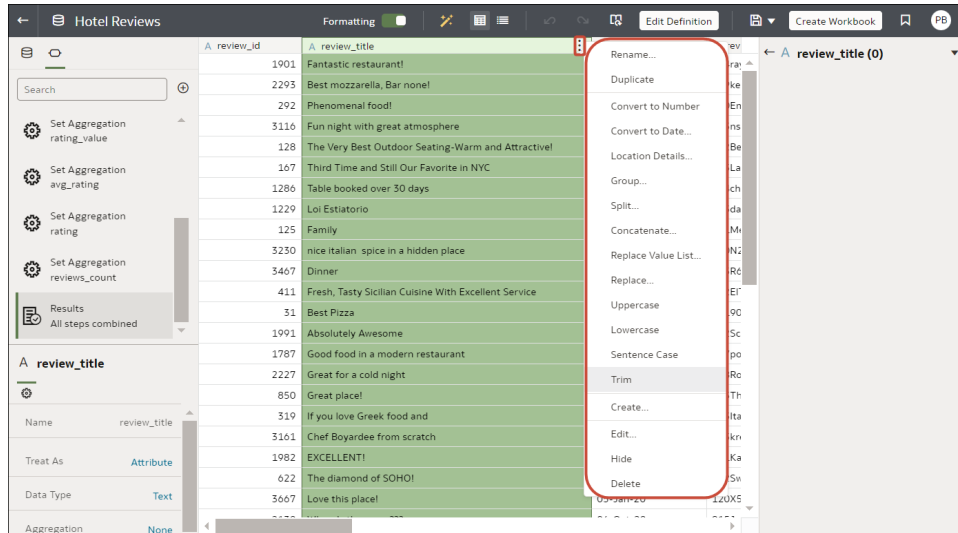 Hotel Reviews
Formatting
Edit Definition
Create Workbook
PB
Search
Set Aggregation
rating_value
Set Aggregation
avg_rating
Set Aggregation
rating
Set Aggregation
reviews_count
Results
All steps combined
A review_title
Name review_title
Treat As Attribute
Data Type Text
Aggregation None
A review_id A review_title
1901 Fantastic restaurant!
2293 Best mozzarella, Bar none!
292 Phenomenal food!
3116 Fun night with great atmosphere
128 The Very Best Outdoor Seating-Warm and Attractive!
167 Third Time and Still Our Favorite in NYC
1286 Table booked over 30 days
1229 Loi Estiatorio
125 Family
3230 nice italian spice in a hidden place
3467 Dinner
411 Fresh, Tasty Sicilian Cuisine With Excellent Service
31 Best Pizza
1991 Absolutely Awesome
1787 Good food in a modern restaurant
2227 Great for a cold night
850 Great place!
319 If you love Greek food and
3161 Chef Boyardee from scratch
1982 EXCELLENT!
622 The diamond of SOHO!
3667 Love this place!
Rename...
Duplicate
Convert to Number
Convert to Date...
Location Details...
Group...
Split...
Concatenate...
Replace Value List...
Replace...
Uppercase
Lowercase
Sentence Case
Trim
Create...
Edit...
Hide
Delete
A review_title (0)